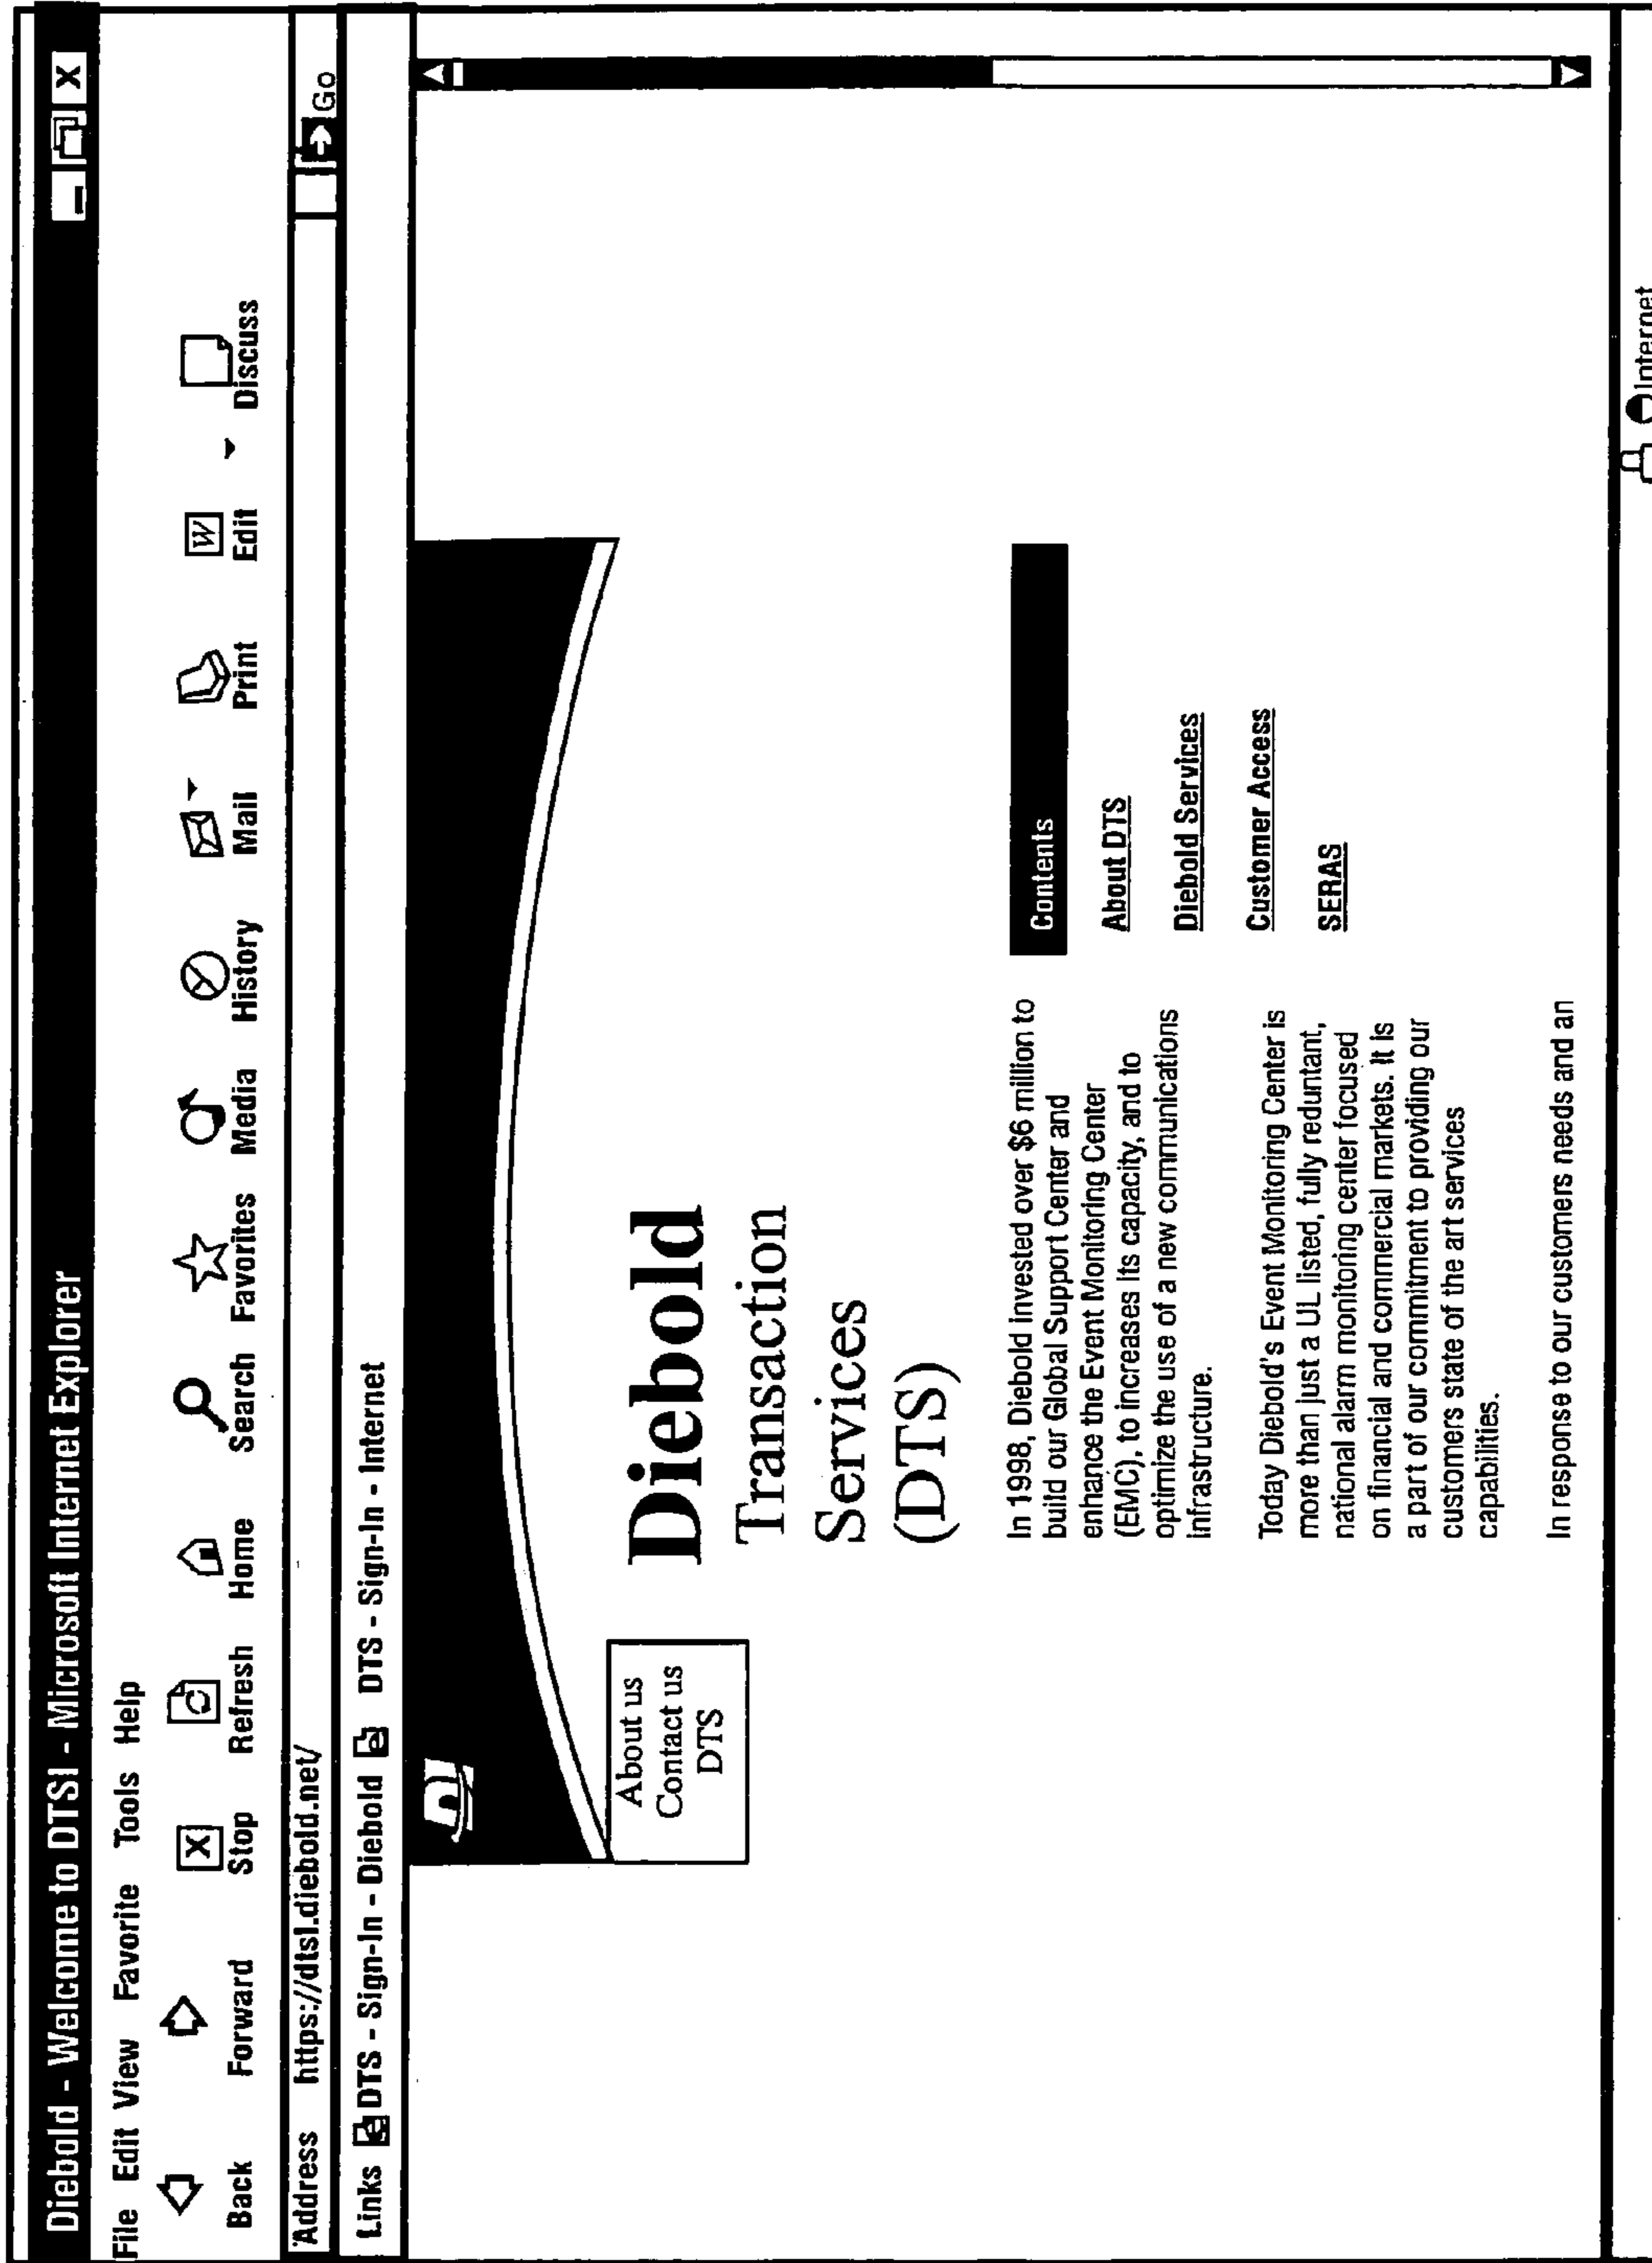 Diebold - Welcome to DTSI - Microsoft Internet Explorer
File Edit View Favorite Tools Help
Back Forward Stop Refresh Home Search Favorites Media History Mail Print Edit Discuss
Address https://dtsl.diebold.net/ Go
Links DTS - Sign-In - Diebold DTS - Sign-In - Internet
About us
Contact us
DTS
Diebold
Transaction
Services
(DTS)
In 1998, Diebold invested over $6 million to
build our Global Support Center and
enhance the Event Monitoring Center
(EMC), to increases its capacity, and to
optimize the use of a new communications
infrastructure.
Today Diebold's Event Monitoring Center is
more than just a UL listed, fully reduntant,
national alarm monitoring center focused
on financial and commercial markets. It is
a part of our commitment to providing our
customers state of the art services
capabilities.
In response to our customers needs and an
Contents
About DTS
Diebold Services
Customer Access
SERAS
Internet